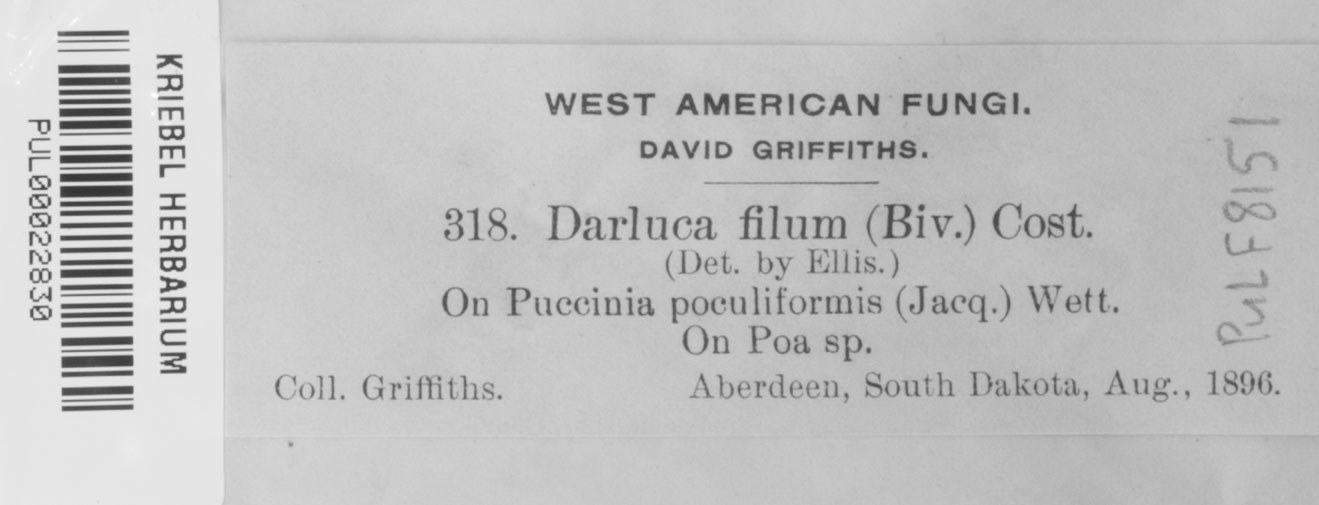 KRIEBEL HERBARIUM
PUL00022830
WEST AMERICAN FUNGI.
DAVID GRIFFITHS.
318. Darluca filum (Biv.) Cost.
(Det. by Ellis.)
On Puccinia poculiformis (Jacq.) Wett.
On Poa sp.
Coll. Griffiths. Aberdeen, South Dakota, Aug., 1896.
PULF8151